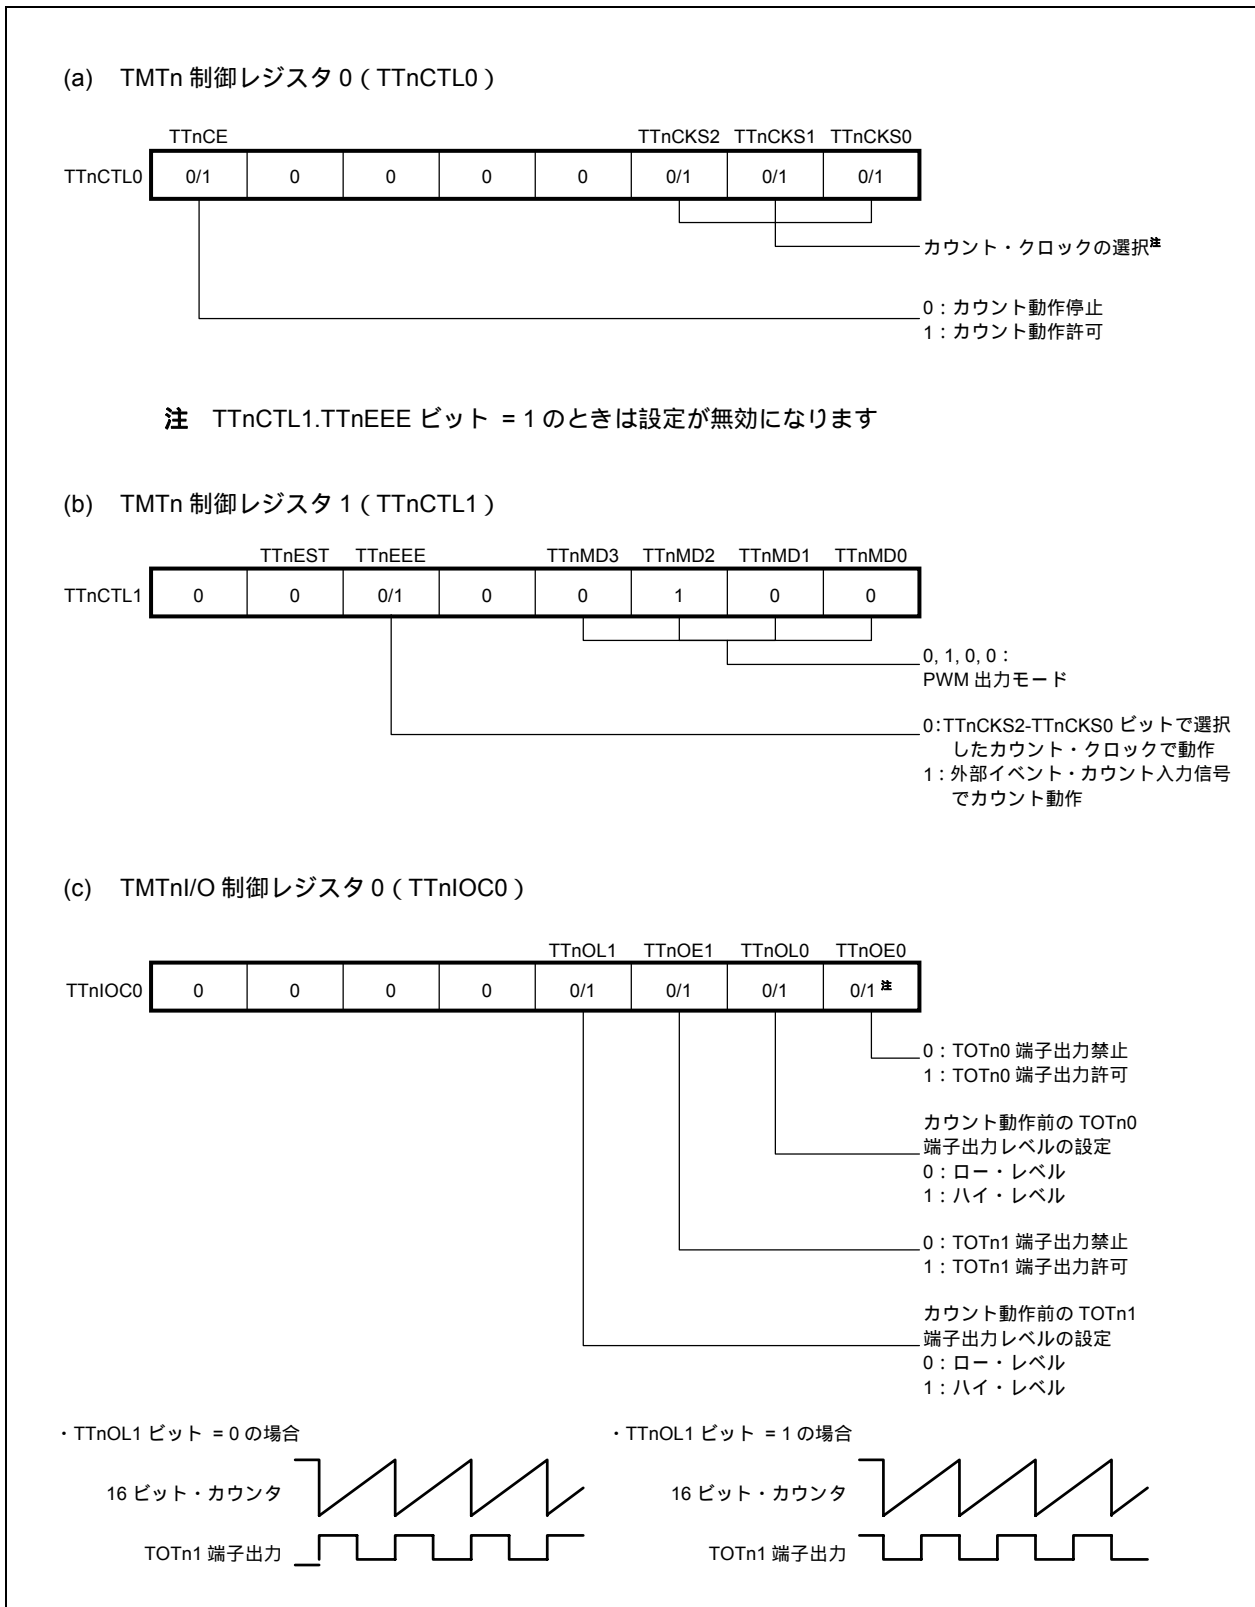 (a) TMTn 制御レジスタ 0 ( TTnCTL0 )
TTnCE TTnCKS2 TTnCKS1 TTnCKS0
TTnCTL0 0/1 0 0 0 0 0/1 0/1 0/1
カウント・クロックの選択注
0 : カウント動作停止
1 : カウント動作許可
注 TTnCTL1.TTnEEE ビット = 1 のときは設定が無効になります
(b) TMTn 制御レジスタ 1 ( TTnCTL1 )
TTnEST TTnEEE TTnMD3 TTnMD2 TTnMD1 TTnMD0
TTnCTL1 0 0 0/1 0 0 1 0 0
0, 1, 0, 0 :
PWM 出力モード
0:TTnCKS2-TTnCKS0 ビットで選択
したカウント・クロックで動作
1 : 外部イベント・カウント入力信号
でカウント動作
(c) TMTnI/O 制御レジスタ 0 ( TTnIOC0 )
TTnOL1 TTnOE1 TTnOL0 TTnOE0
TTnIOC0 0 0 0 0 0/1 0/1 0/1 0/1 注
0 : TOTn0 端子出力禁止
1 : TOTn0 端子出力許可
カウント動作前の TOTn0
端子出力レベルの設定
0 : ロー・レベル
1 : ハイ・レベル
0 : TOTn1 端子出力禁止
1 : TOTn1 端子出力許可
カウント動作前の TOTn1
端子出力レベルの設定
0 : ロー・レベル
1 : ハイ・レベル
・TTnOL1 ビット = 0 の場合
16 ビット・カウンタ
TOTn1 端子出力
・TTnOL1 ビット = 1 の場合
16 ビット・カウンタ
TOTn1 端子出力